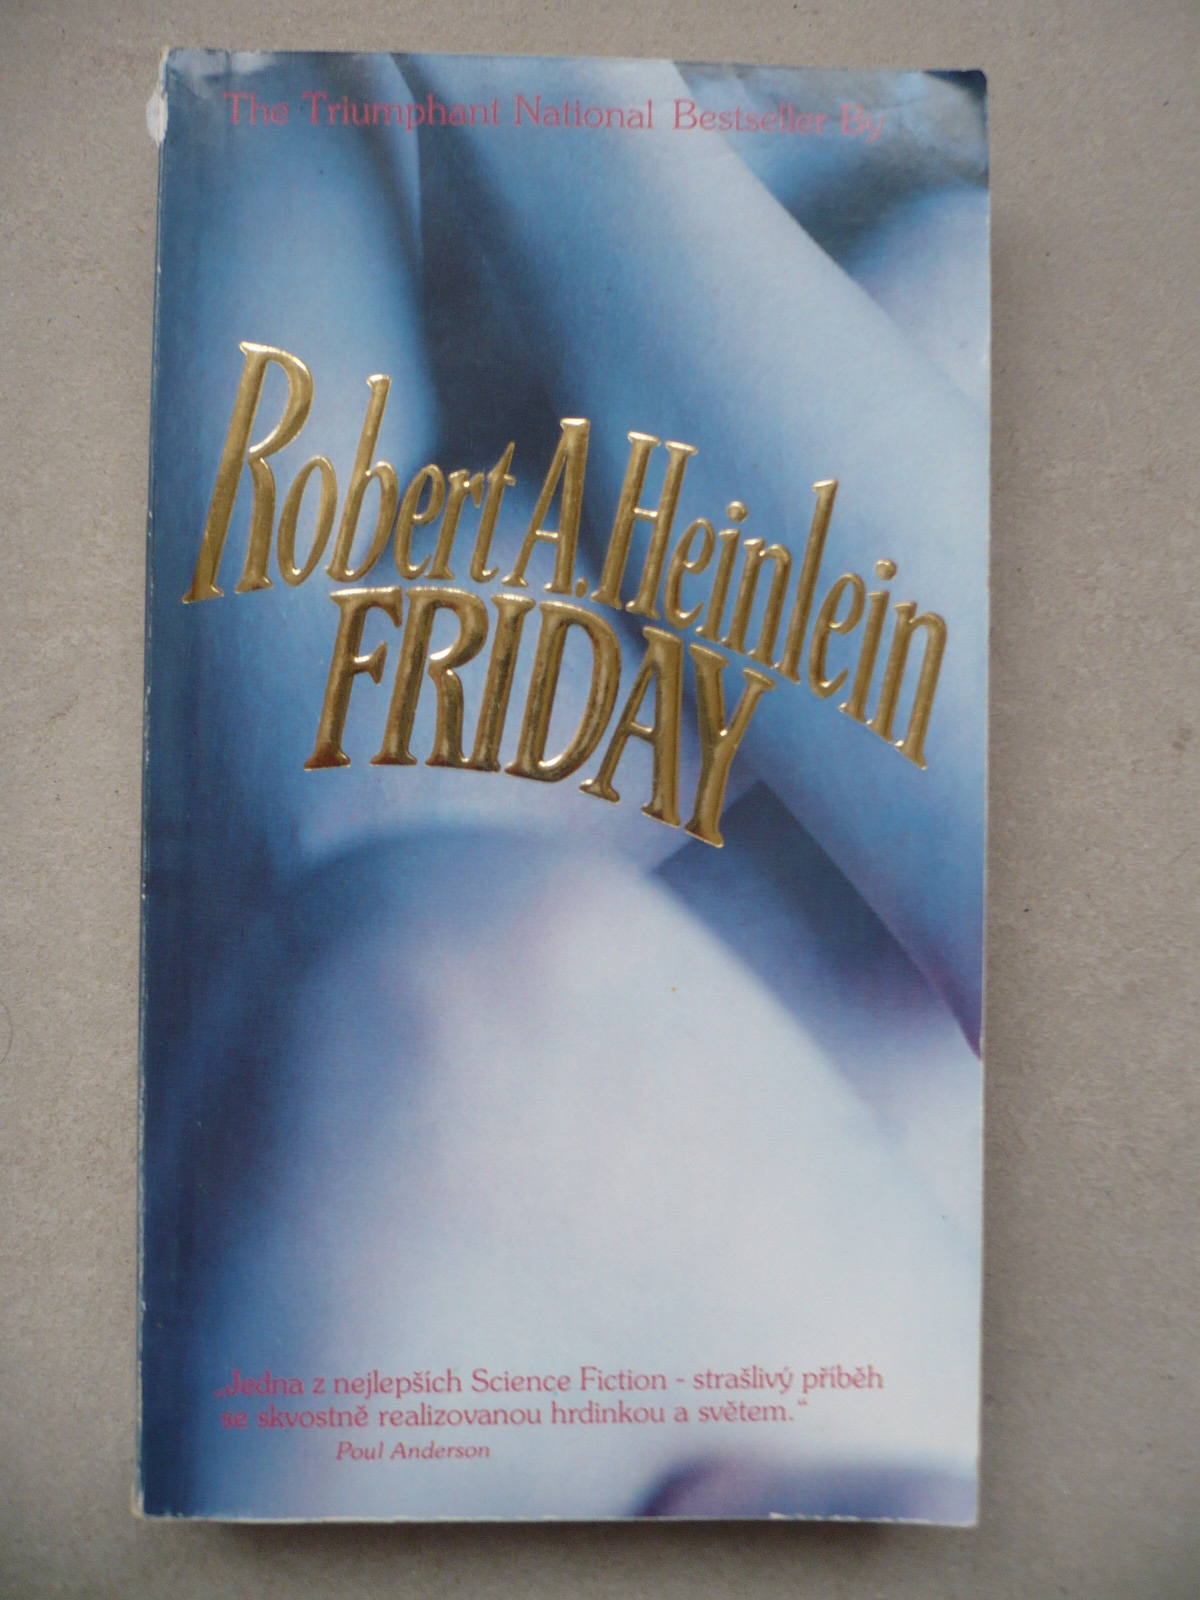 The Triumphant National Bestseller By
Robert A. Heinlein
FRIDAY
„Jedna z nejlepších Science Fiction - strašlivý příběh
se skvostně realizovanou hrdinkou a světem.“
Poul Anderson